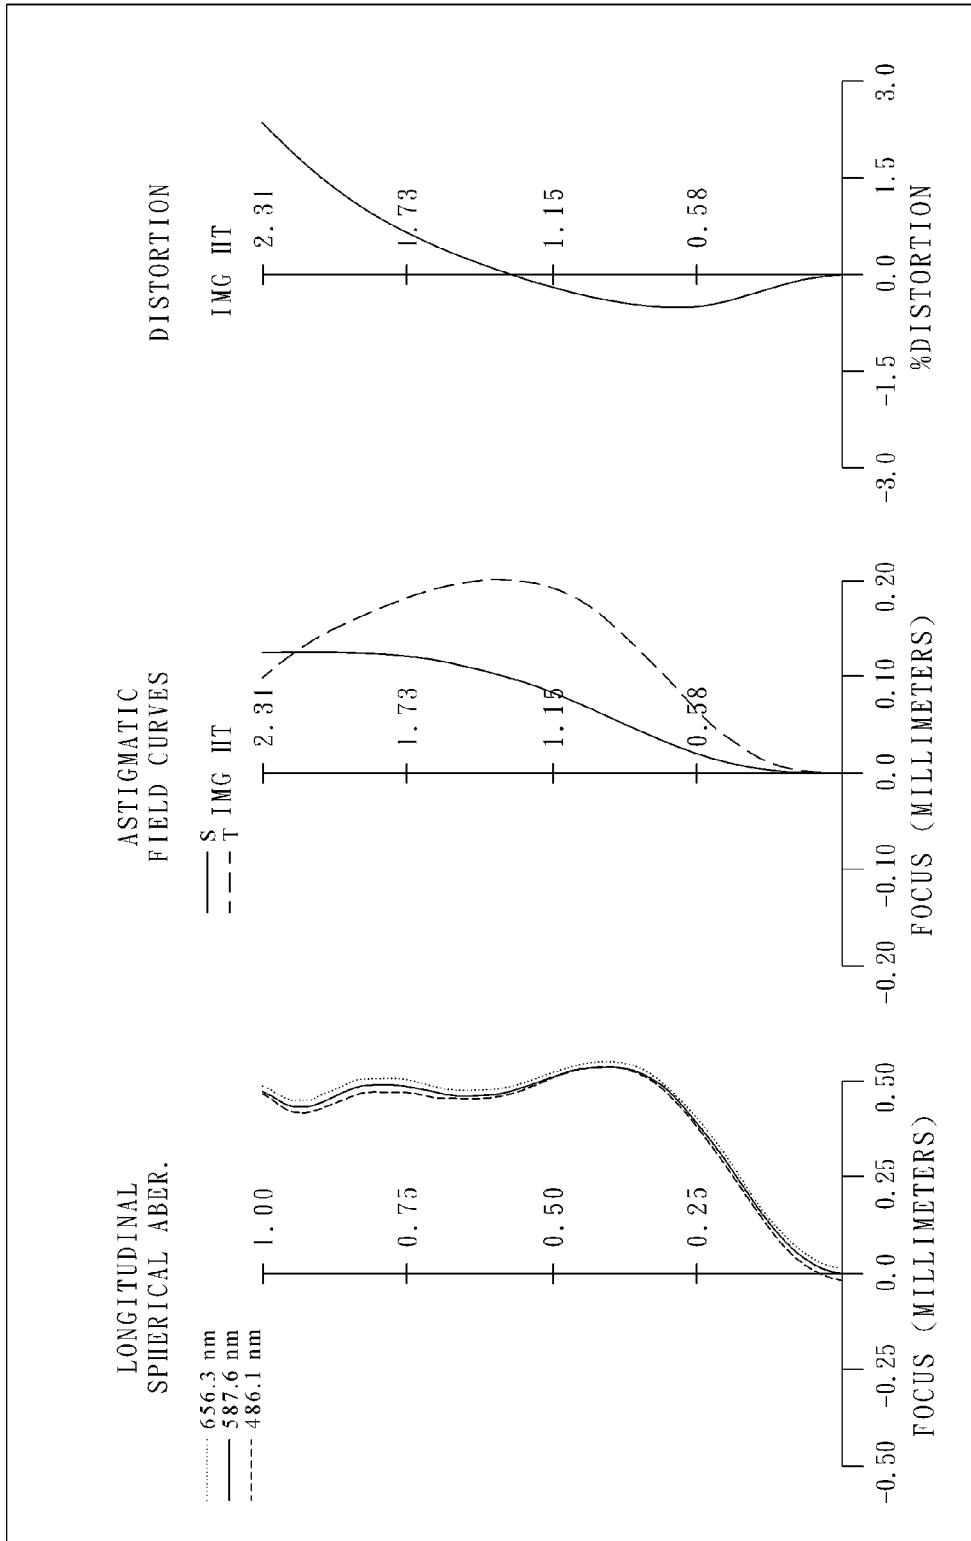 LONGITUDINAL
SPHERICAL ABER.
656.3 nm
587.6 nm
486.1 nm
1.00
0.75
0.50
0.25
-0.50
-0.25
0.0
0.25
0.50
FOCUS (MILLIMETERS)
ASTIGMATIC
FIELD CURVES
S
T IMG HT
2.31
1.73
1.15
0.58
-0.20
-0.10
0.0
0.10
0.20
FOCUS (MILLIMETERS)
DISTORTION
IMG HT
2.31
1.73
1.15
0.58
-3.0
-1.5
0.0
1.5
3.0
%DISTORTION